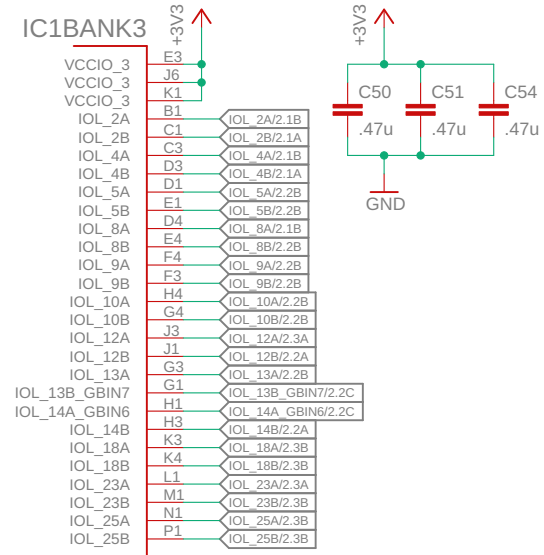 IC1BANK3
+3V3
+3V3
VCCIO_3 E3
VCCIO_3 J6
VCCIO_3 K1
IOL_2A B1 IOL_2A/2.1B
IOL_2B C1 IOL_2B/2.1A
IOL_4A C3 IOL_4A/2.1B
IOL_4B D3 IOL_4B/2.1A
IOL_5A D1 IOL_5A/2.2B
IOL_5B E1 IOL_5B/2.2B
IOL_8A D4 IOL_8A/2.1B
IOL_8B E4 IOL_8B/2.2B
IOL_9A F4 IOL_9A/2.2B
IOL_9B F3 IOL_9B/2.2B
IOL_10A H4 IOL_10A/2.2B
IOL_10B G4 IOL_10B/2.2B
IOL_12A J3 IOL_12A/2.3A
IOL_12B J1 IOL_12B/2.2A
IOL_13A G3 IOL_13A/2.2B
IOL_13B_GBIN7 G1 IOL_13B_GBIN7/2.2C
IOL_14A_GBIN6 H1 IOL_14A_GBIN6/2.2C
IOL_14B H3 IOL_14B/2.2A
IOL_18A K3 IOL_18A/2.3B
IOL_18B K4 IOL_18B/2.3B
IOL_23A L1 IOL_23A/2.3A
IOL_23B M1 IOL_23B/2.3B
IOL_25A N1 IOL_25A/2.3B
IOL_25B P1 IOL_25B/2.3B
C50 C51 C54
.47u .47u .47u
GND